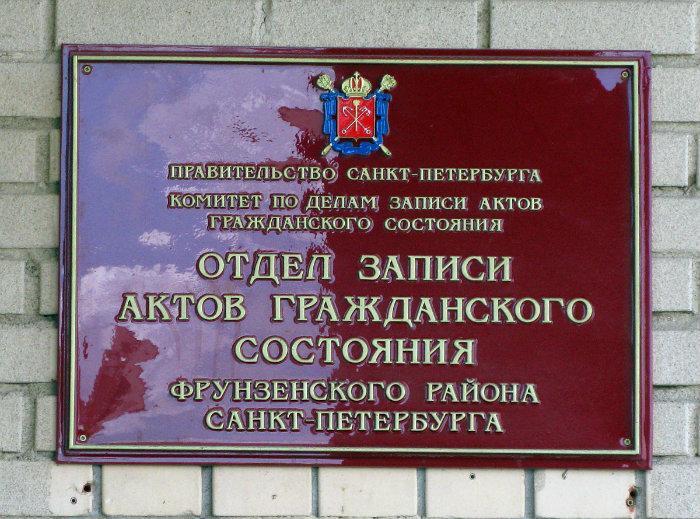 ПРАВИТЕЛЬСТВО САНКТ-ПЕТЕРБУРГА
КОМИТЕТ ПО ДЕЛАМ ЗАПИСИ АКТОВ
ГРАЖДАНСКОГО СОСТОЯНИЯ
ОТДЕЛ ЗАПИСИ
АКТОВ ГРАЖДАНСКОГО
СОСТОЯНИЯ
ФРУНЗЕНСКОГО РАЙОНА
САНКТ-ПЕТЕРБУРГА